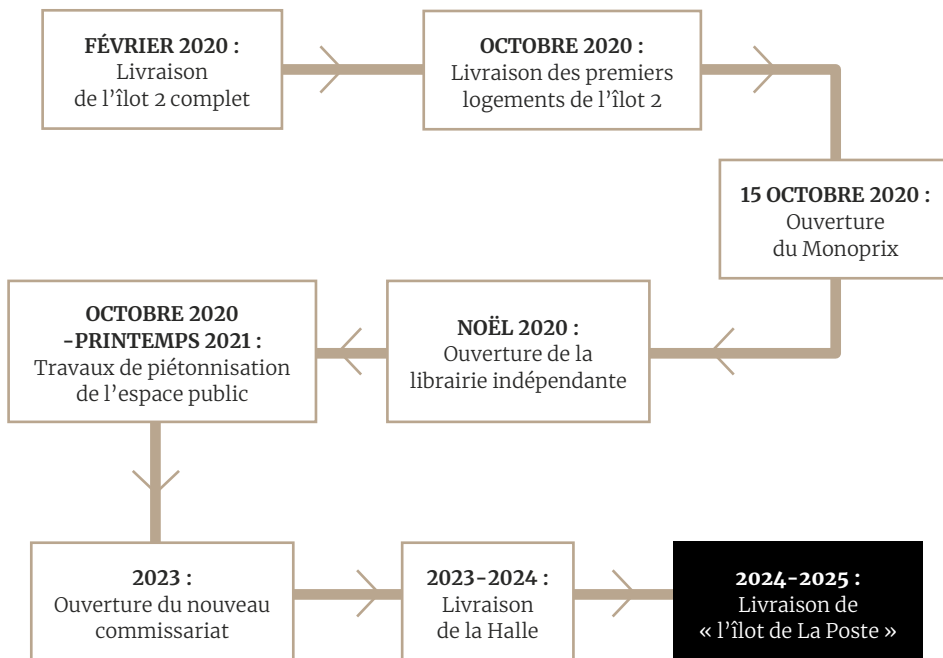 FÉVRIER 2020 :
Livraison
de l’îlot 2 complet
OCTOBRE 2020 :
Livraison des premiers
logements de l’îlot 2
15 OCTOBRE 2020 :
Ouverture
du Monoprix
NOËL 2020 :
Ouverture de la
librairie indépendante
OCTOBRE 2020
-PRINTEMPS 2021 :
Travaux de piétonnisation
de l’espace public
2023 :
Ouverture du nouveau
commissariat
2023-2024 :
Livraison
de la Halle
2024-2025 :
Livraison de
« l’îlot de La Poste »